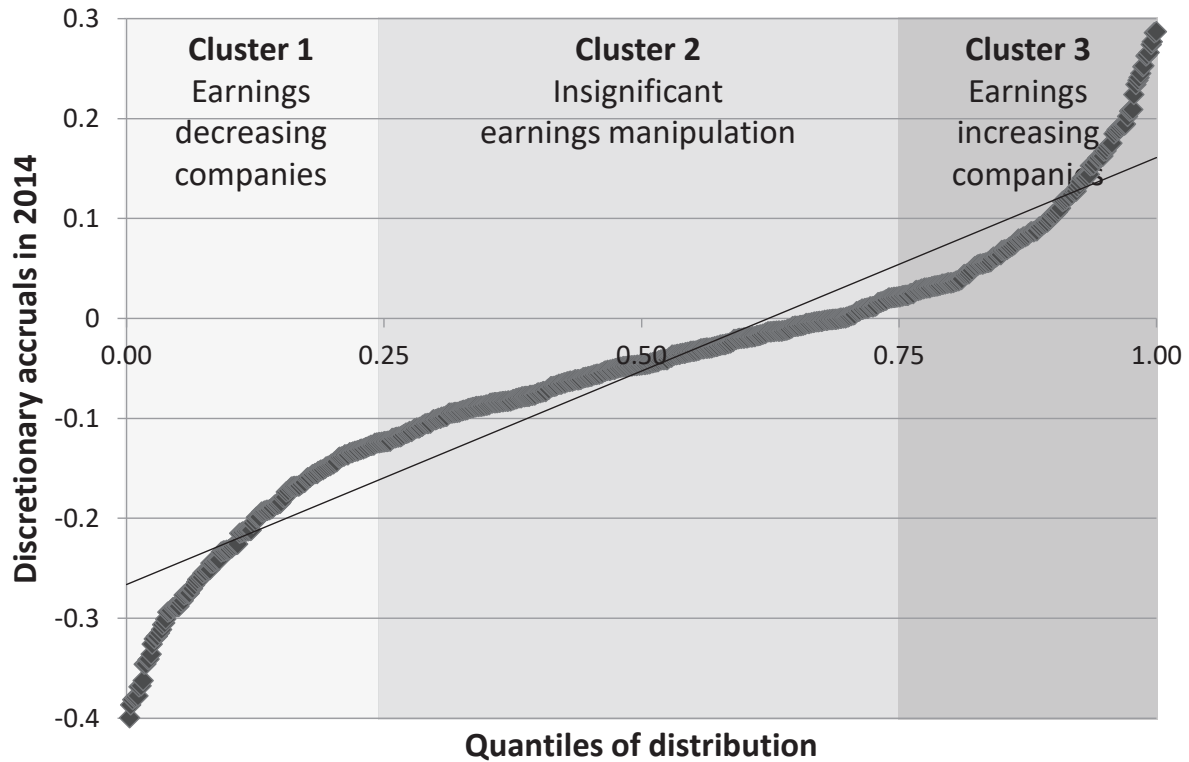 Discretionary accruals in 2014
0.3
0.2
0.1
0
-0.1
-0.2
-0.3
-0.4
Cluster 1
Earnings
decreasing
companies
Cluster 2
Insignificant
earnings manipulation
Cluster 3
Earnings
increasing
companies
0.00
0.25
0.50
0.75
1.00
Quantiles of distribution